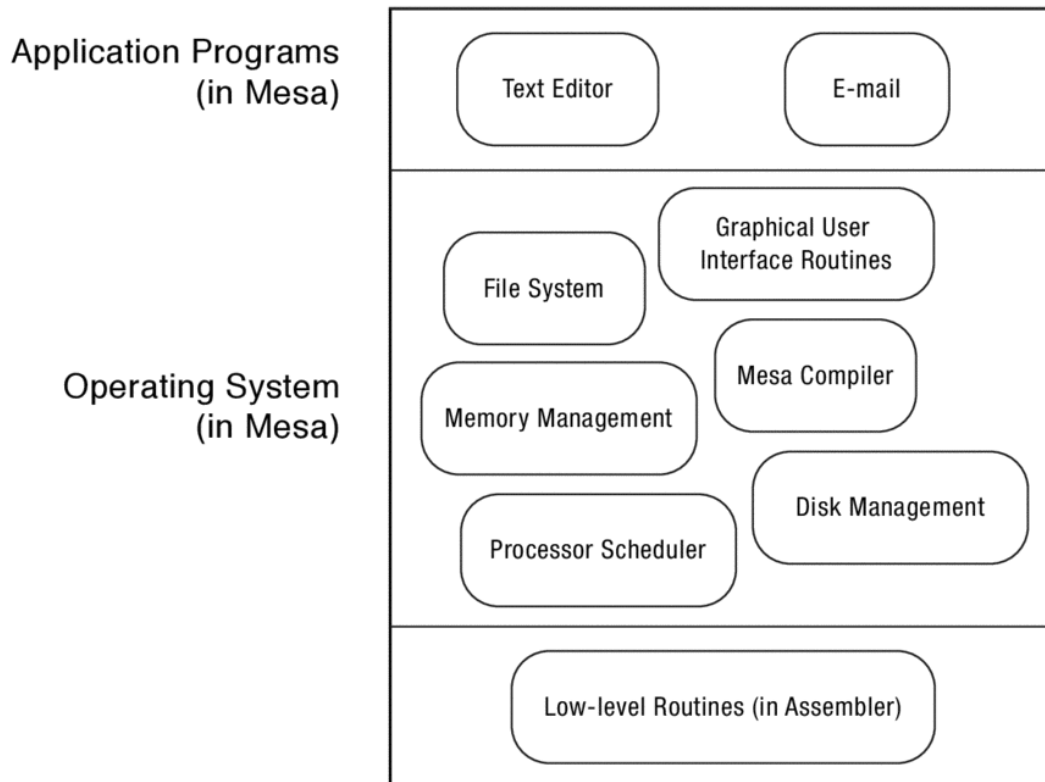 Application Programs
(in Mesa)
Text Editor
E-mail
Graphical User
Interface Routines
File System
Mesa Compiler
Operating System
(in Mesa)
Memory Management
Disk Management
Processor Scheduler
Low-level Routines (in Assembler)